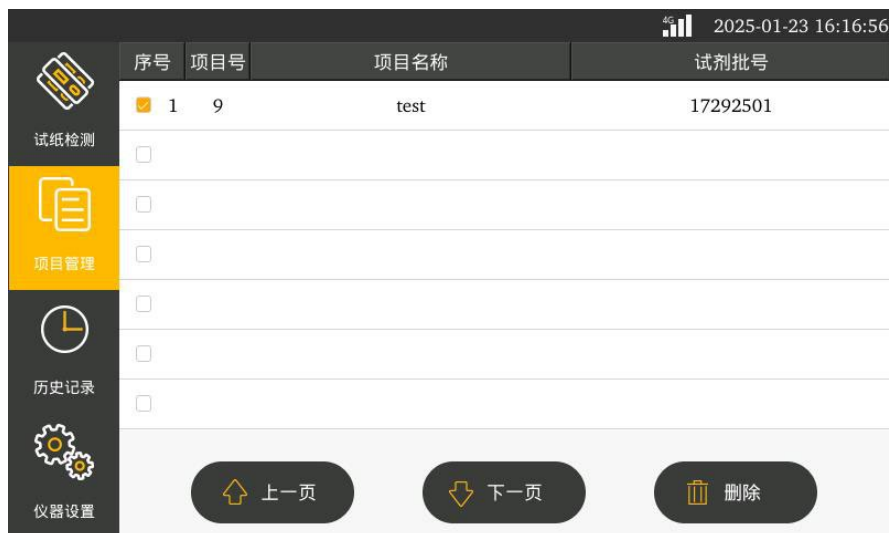 4G 2025-01-23 16:16:56
序号 项目号 项目名称 试剂批号
1 9 test 17292501
试纸检测
项目管理
历史记录
仪器设置
上一页 下一页 删除